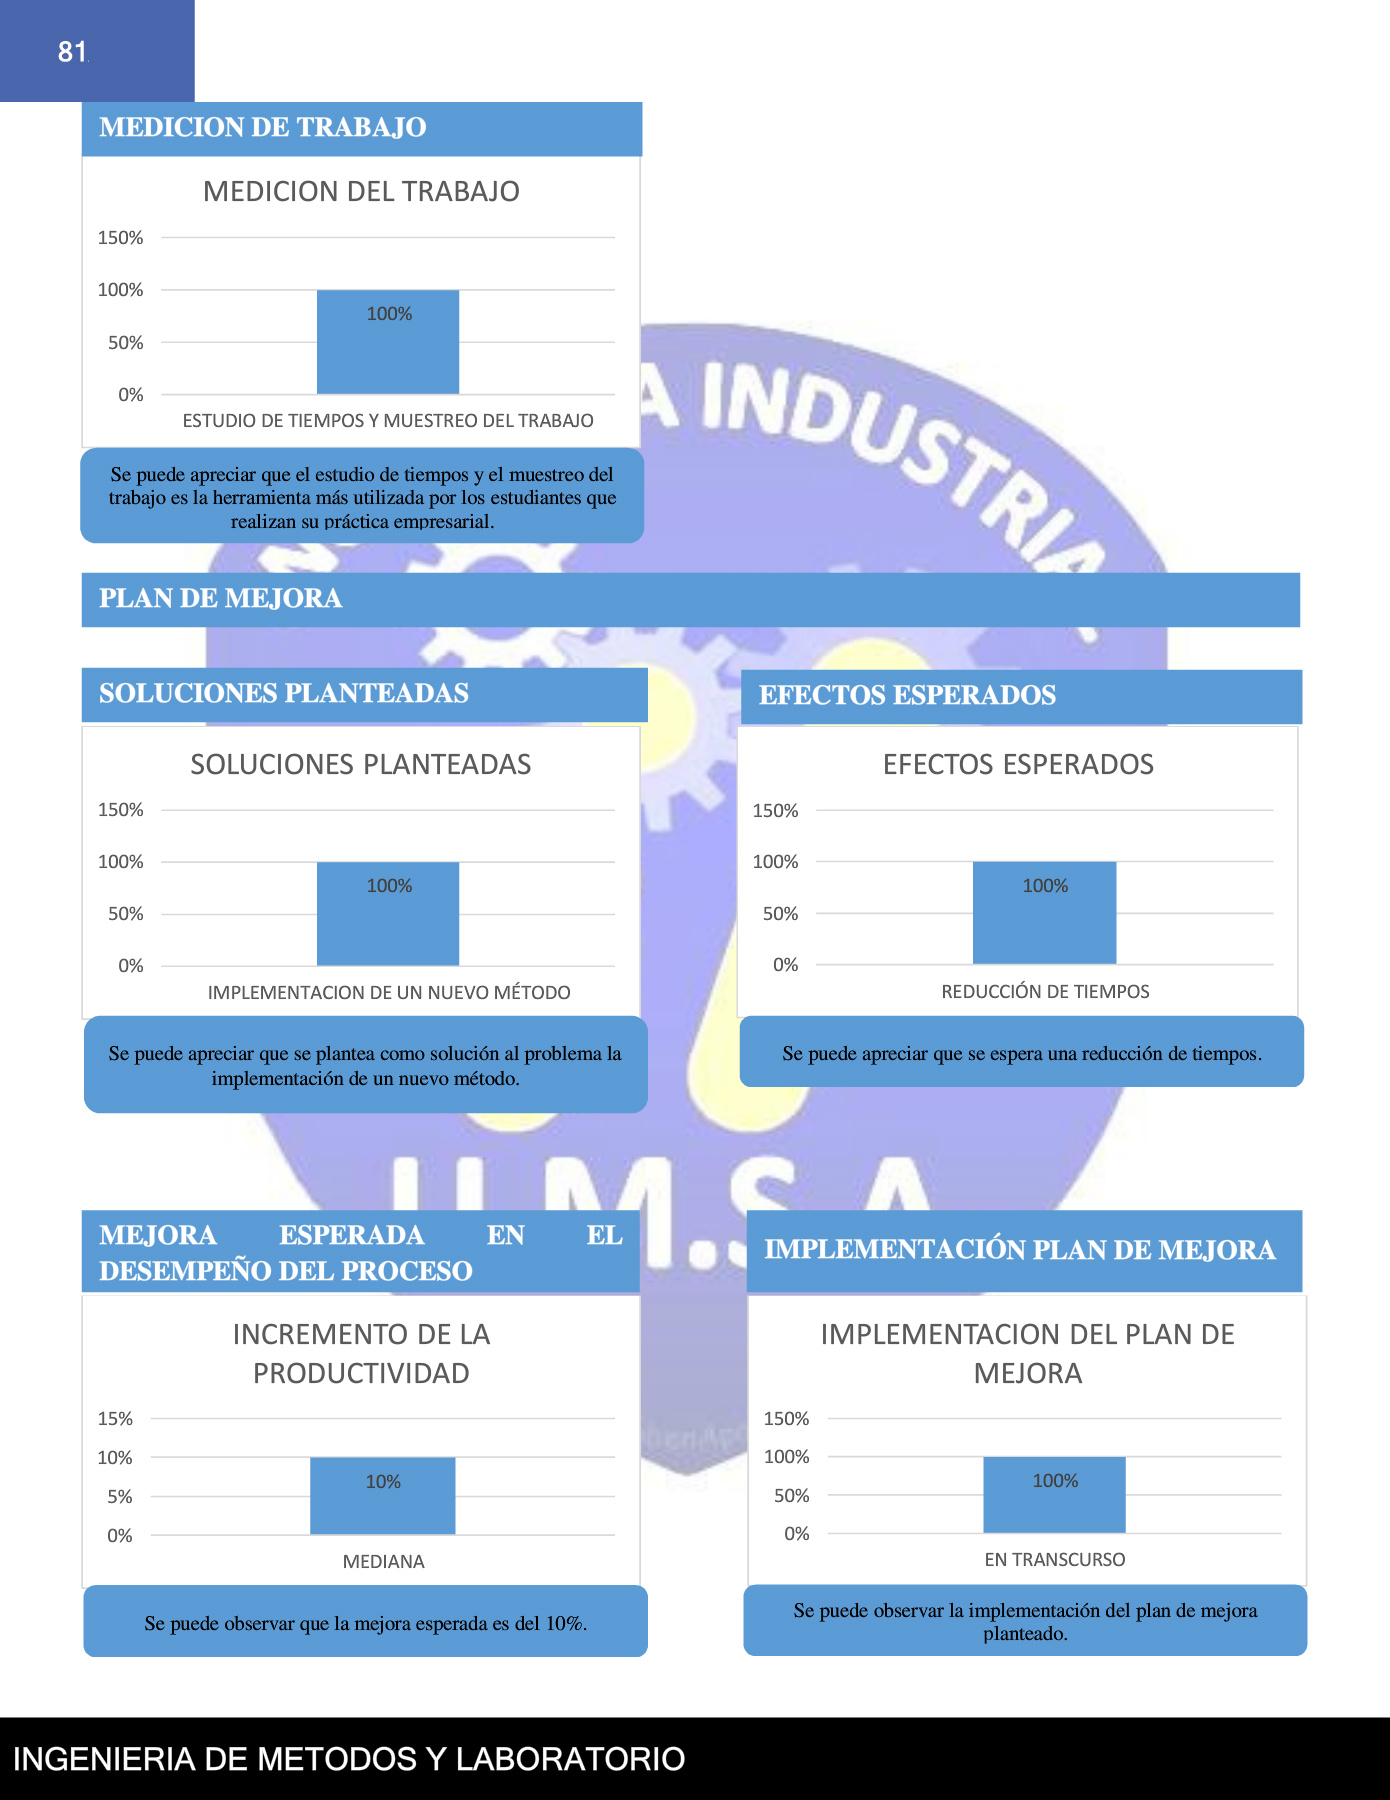 81
MEDICION DE TRABAJO
MEDICION DEL TRABAJO
150%
100%
50%
0%
100%
ESTUDIO DE TIEMPOS Y MUESTREO DEL TRABAJO
Se puede apreciar que el estudio de tiempos y el muestreo del
trabajo es la herramienta más utilizada por los estudiantes que
realizan su práctica empresarial.
A INDUSTRIA
PLAN DE MEJORA
SOLUCIONES PLANTEADAS
SOLUCIONES PLANTEADAS
150%
100%
50%
0%
100%
IMPLEMENTACION DE UN NUEVO MÉTODO
Se puede apreciar que se plantea como solución al problema la
implementación de un nuevo método.
EFECTOS ESPERADOS
EFECTOS ESPERADOS
150%
100%
50%
0%
100%
REDUCCIÓN DE TIEMPOS
Se puede apreciar que se espera una reducción de tiempos.
U.M.S.A.
MEJORA ESPERADA EN EL
DESEMPEÑO DEL PROCESO
INCREMENTO DE LA
PRODUCTIVIDAD
15%
10%
5%
0%
10%
MEDIANA
Se puede observar que la mejora esperada es del 10%.
IMPLEMENTACIÓN PLAN DE MEJORA
IMPLEMENTACION DEL PLAN DE
MEJORA
150%
100%
50%
0%
100%
EN TRANSCURSO
Se puede observar la implementación del plan de mejora
planteado.
INGENIERIA DE METODOS Y LABORATORIO